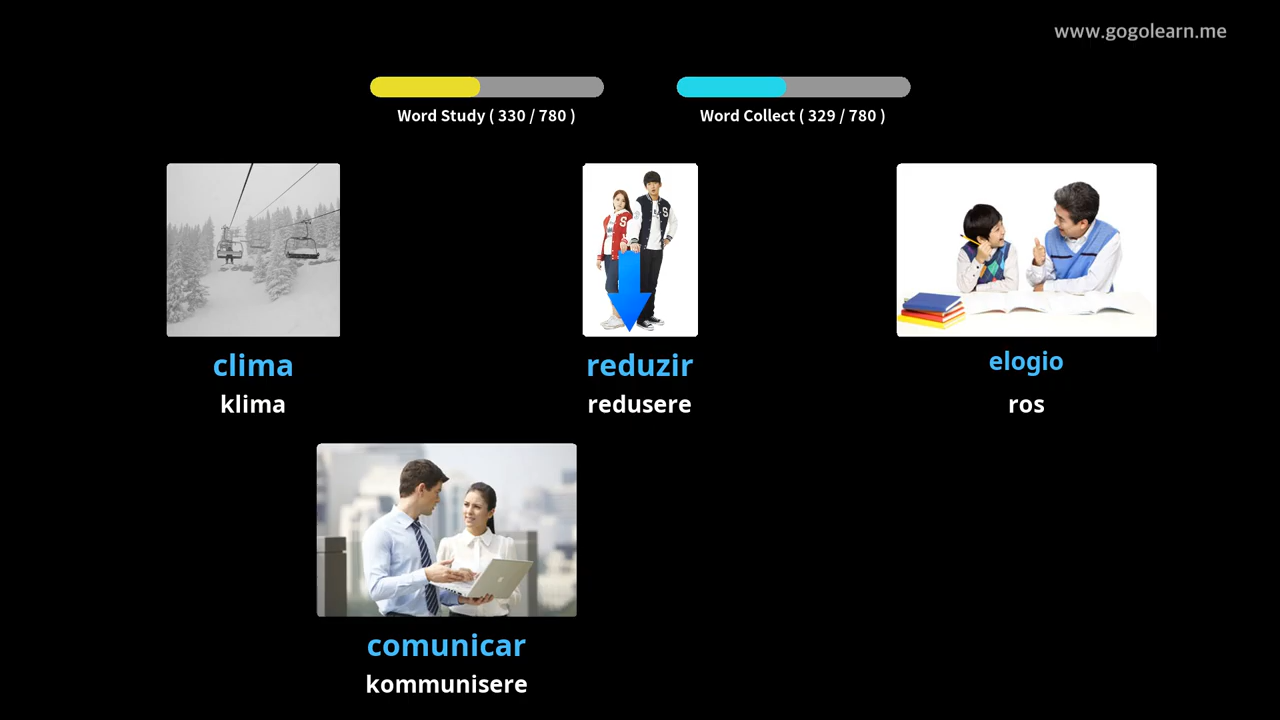 www.gogolearn.me
Word Study ( 330 / 780 )
Word Collect ( 329 / 780 )
clima
klima
reduzir
redusere
elogio
ros
comunicar
kommunisere